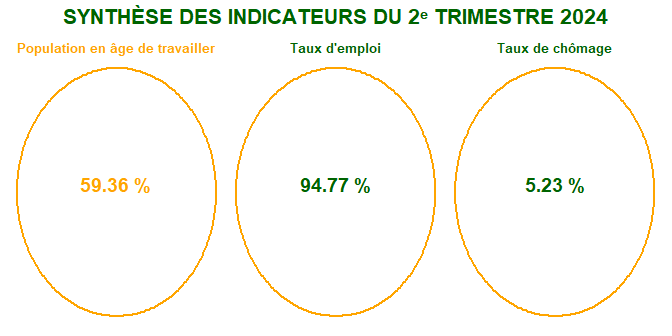 SYNTHÈSE DES INDICATEURS DU 2ᵉ TRIMESTRE 2024
Population en âge de travailler
Taux d'emploi
Taux de chômage
59.36 %
94.77 %
5.23 %